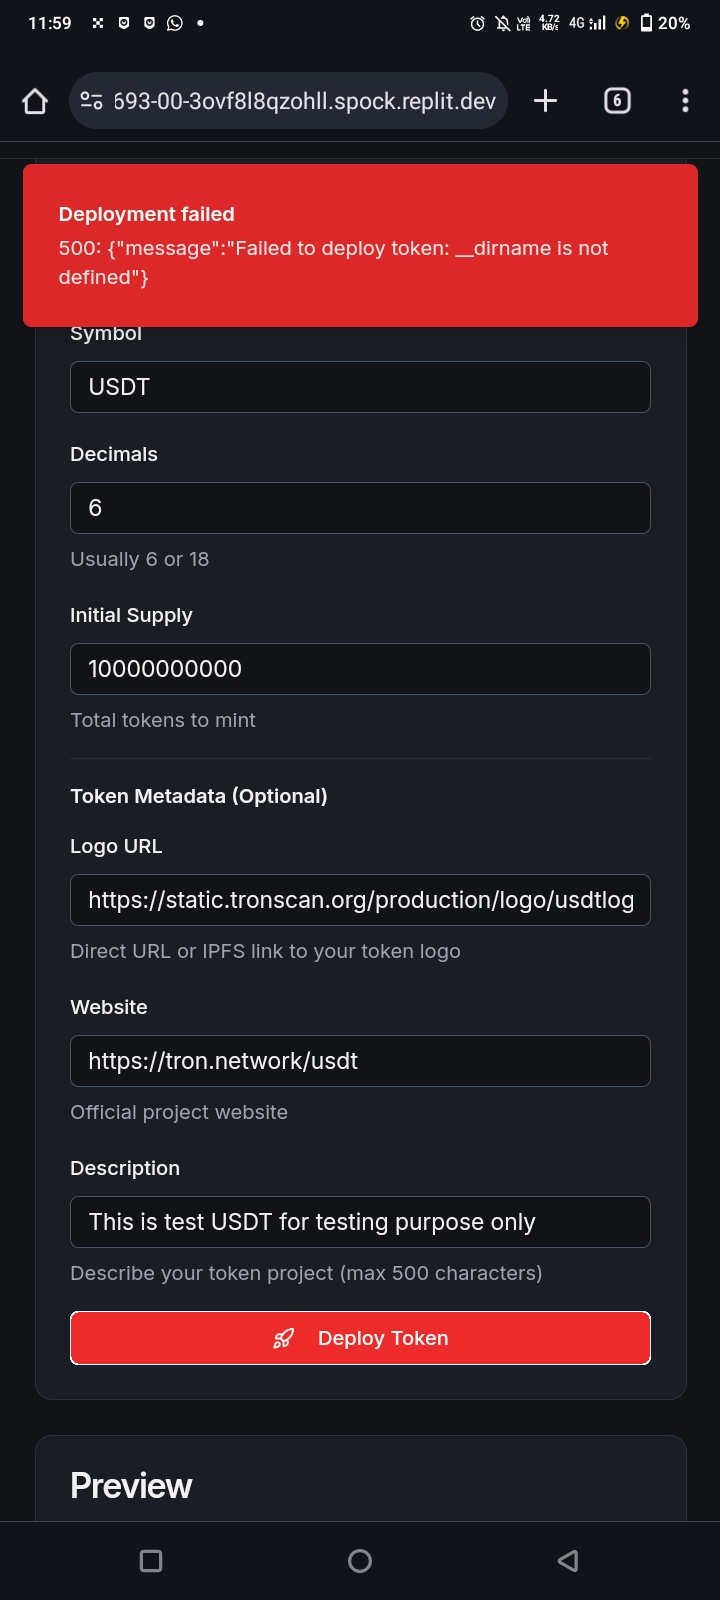 11:59
Vo) LTE
4.72 KB/s
4G
20%
693-00-3ovf8l8qzohll.spock.replit.dev
6
Deployment failed
500: {"message":"Failed to deploy token: __dirname is not
defined"}
Symbol
USDT
Decimals
6
Usually 6 or 18
Initial Supply
10000000000
Total tokens to mint
Token Metadata (Optional)
Logo URL
https://static.tronscan.org/production/logo/usdtlog
Direct URL or IPFS link to your token logo
Website
https://tron.network/usdt
Official project website
Description
This is test USDT for testing purpose only
Describe your token project (max 500 characters)
Deploy Token
Preview